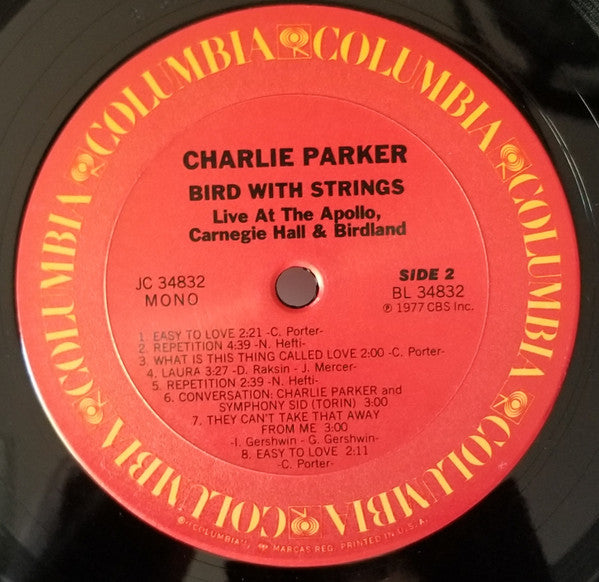 COLUMBIA COLUMBIA COLUMBIA COLUMBIA COLUMBIA COLUMBIA
CHARLIE PARKER
BIRD WITH STRINGS
Live At The Apollo,
Carnegie Hall & Birdland
JC 34832
MONO
SIDE 2
BL 34832
℗ 1977 CBS Inc.
1. EASY TO LOVE 2:21 -C. Porter-
2. REPETITION 4:39 -N. Hefti-
3. WHAT IS THIS THING CALLED LOVE 2:00 -C. Porter-
4. LAURA 3:27 -D. Raksin - J. Mercer-
5. REPETITION 2:39 -N. Hefti-
6. CONVERSATION: CHARLIE PARKER and
SYMPHONY SID (TORIN) 3:00
7. THEY CAN'T TAKE THAT AWAY
FROM ME 3:00
-I. Gershwin - G. Gershwin-
8. EASY TO LOVE 2:11
-C. Porter-
"COLUMBIA", MARCAS REG. PRINTED IN U.S.A.